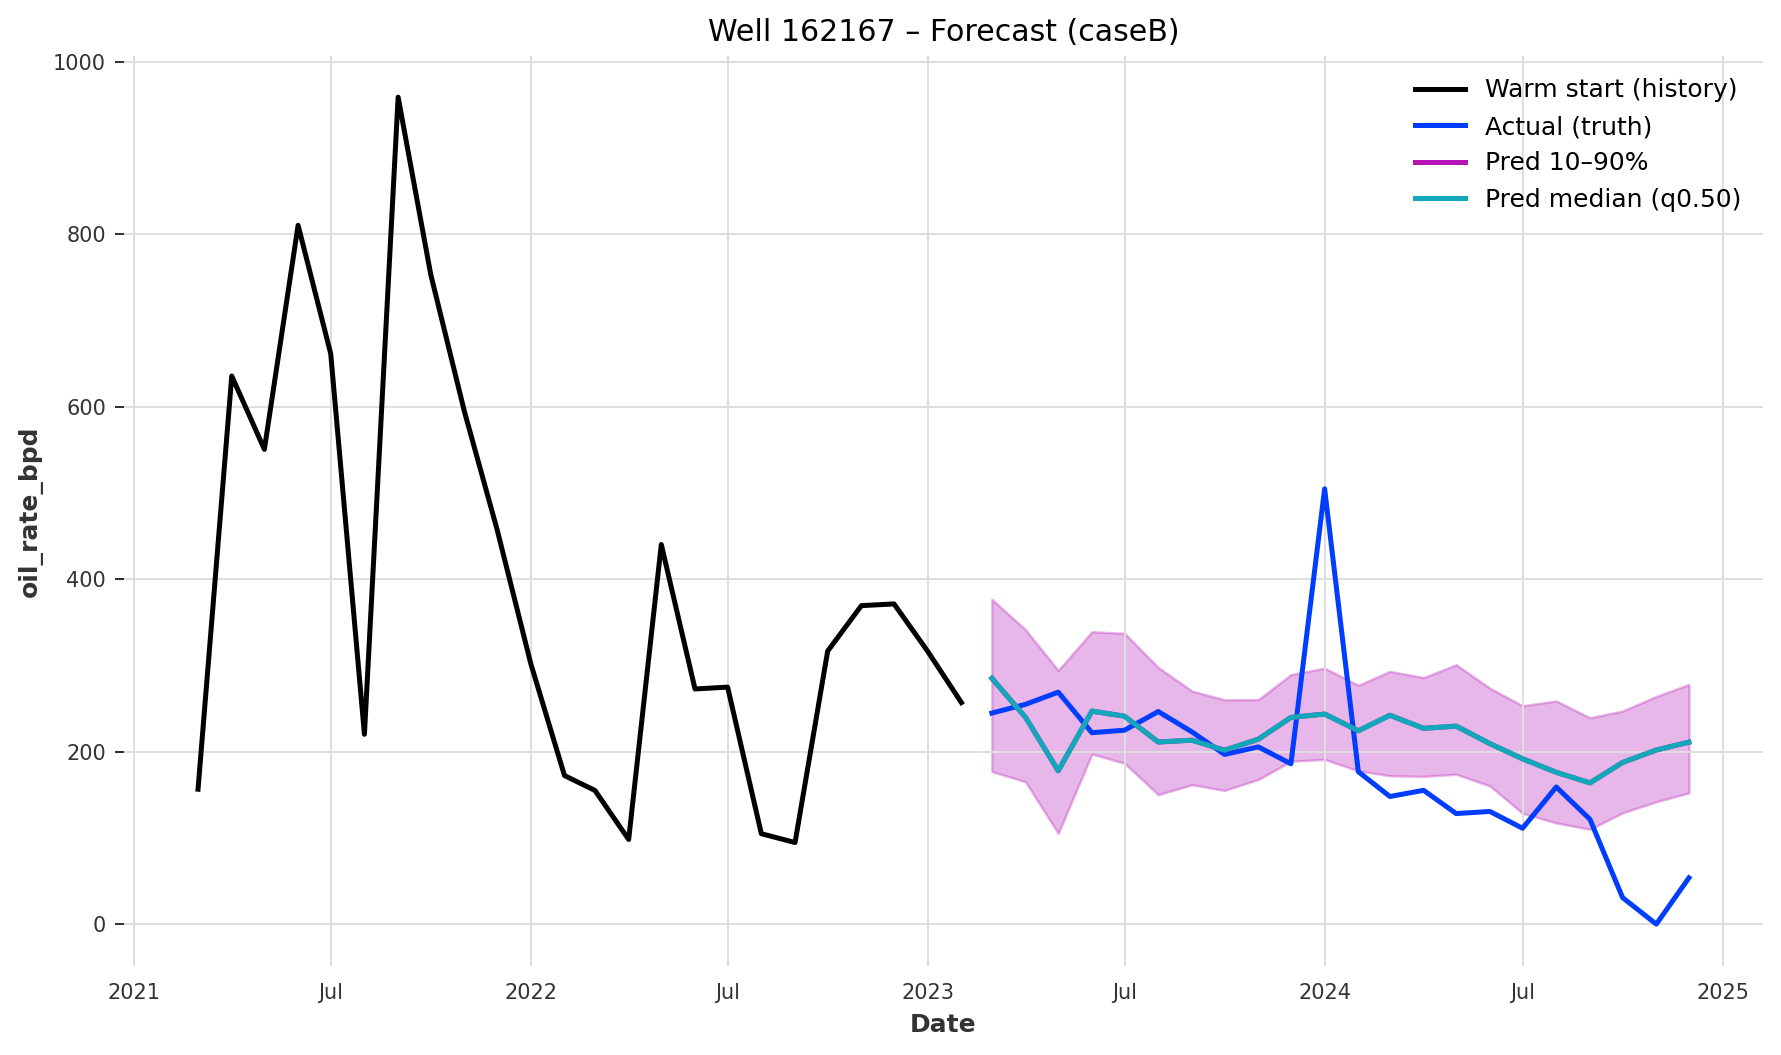 Well 162167 – Forecast (caseB)
Warm start (history)
Actual (truth)
Pred 10–90%
Pred median (q0.50)
oil_rate_bpd
1000
800
600
400
200
0
2021
Jul
2022
Jul
2023
Jul
2024
Jul
2025
Date